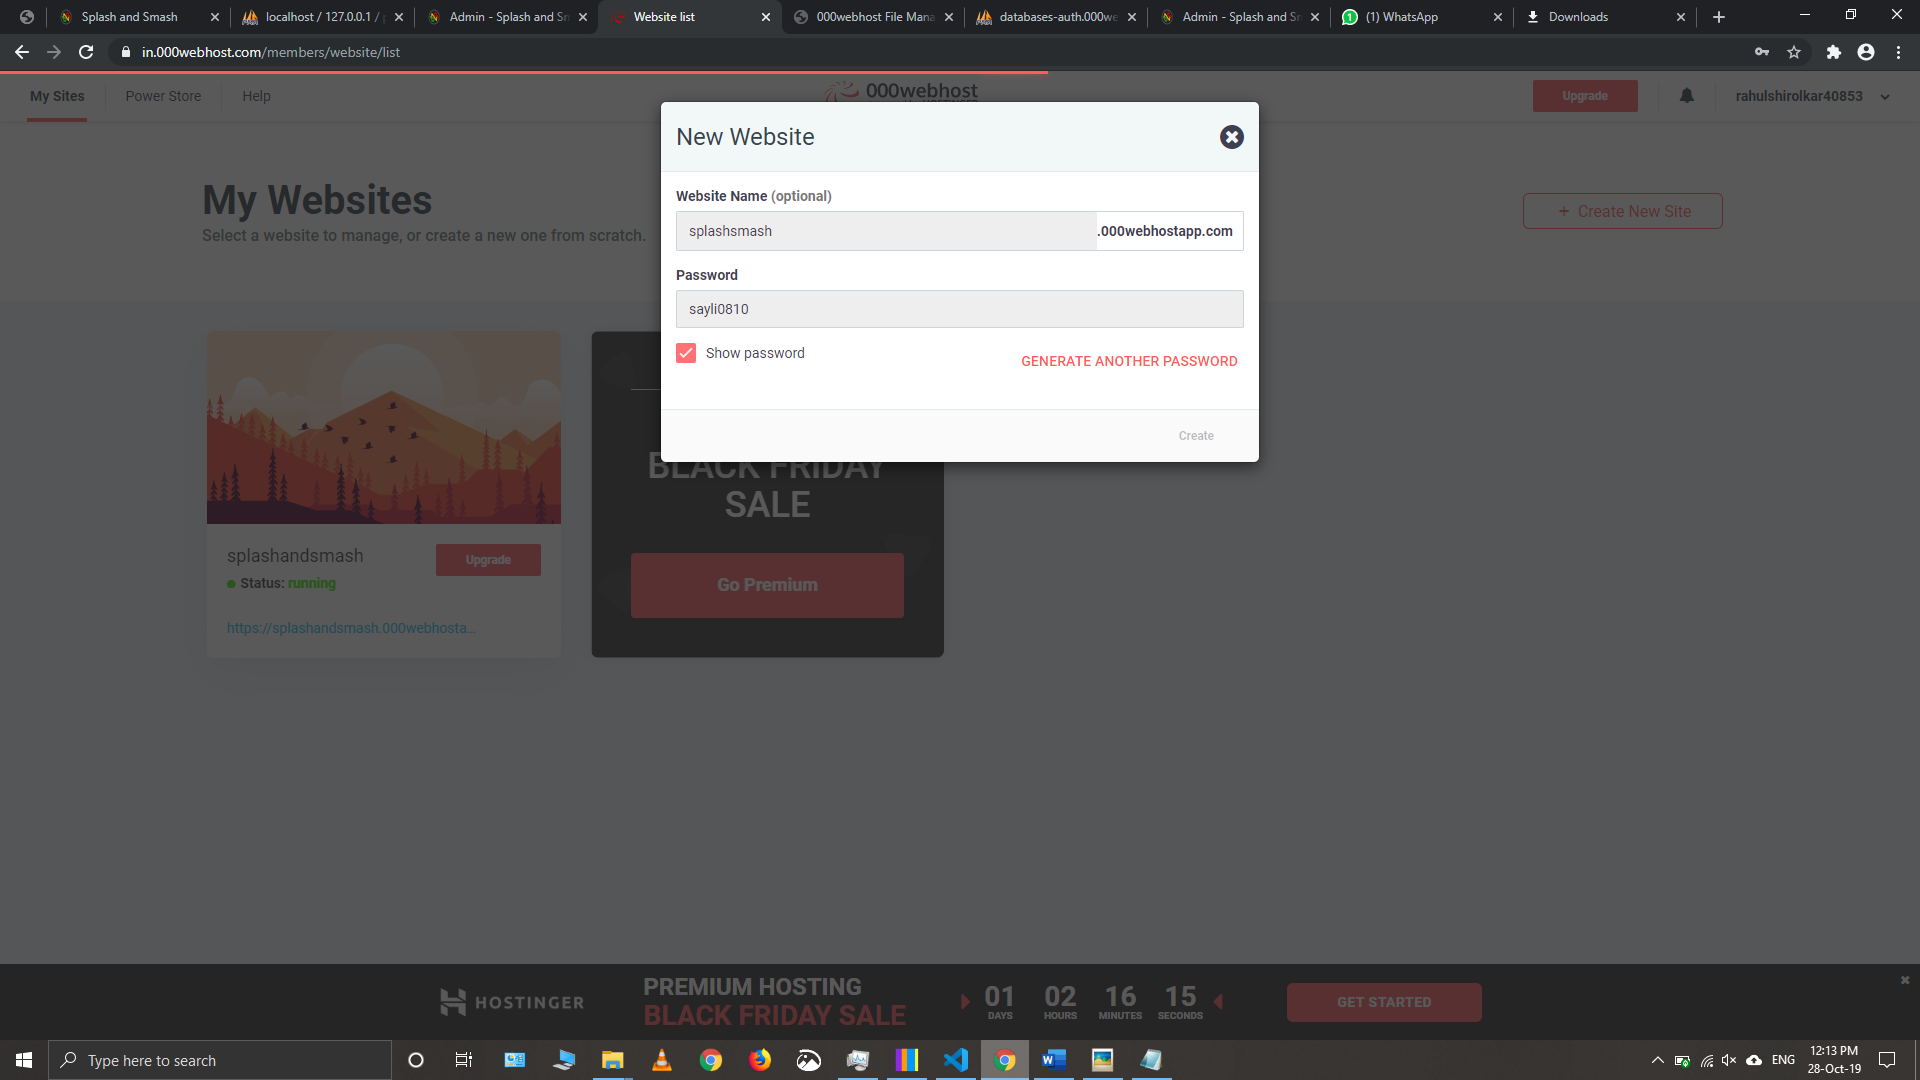 Splash and Smash
localhost / 127.0.0.1 /
Admin - Splash and Sm
Website list
000webhost File Mana
databases-auth.000we
Admin - Splash and Sm
(1) WhatsApp
Downloads
in.000webhost.com/members/website/list
My Sites
Power Store
Help
000webhost
Upgrade
rahulshirolkar40853
New Website
My Websites
Select a website to manage, or create a new one from scratch.
+ Create New Site
Website Name (optional)
splashsmash
.000webhostapp.com
Password
sayli0810
Show password
GENERATE ANOTHER PASSWORD
Create
BLACK FRIDAY
SALE
Go Premium
splashandsmash
Upgrade
Status: running
https://splashandsmash.000webhosta...
HOSTINGER
PREMIUM HOSTING
BLACK FRIDAY SALE
01
DAYS
02
HOURS
16
MINUTES
15
SECONDS
GET STARTED
Type here to search
ENG
12:13 PM
28-Oct-19